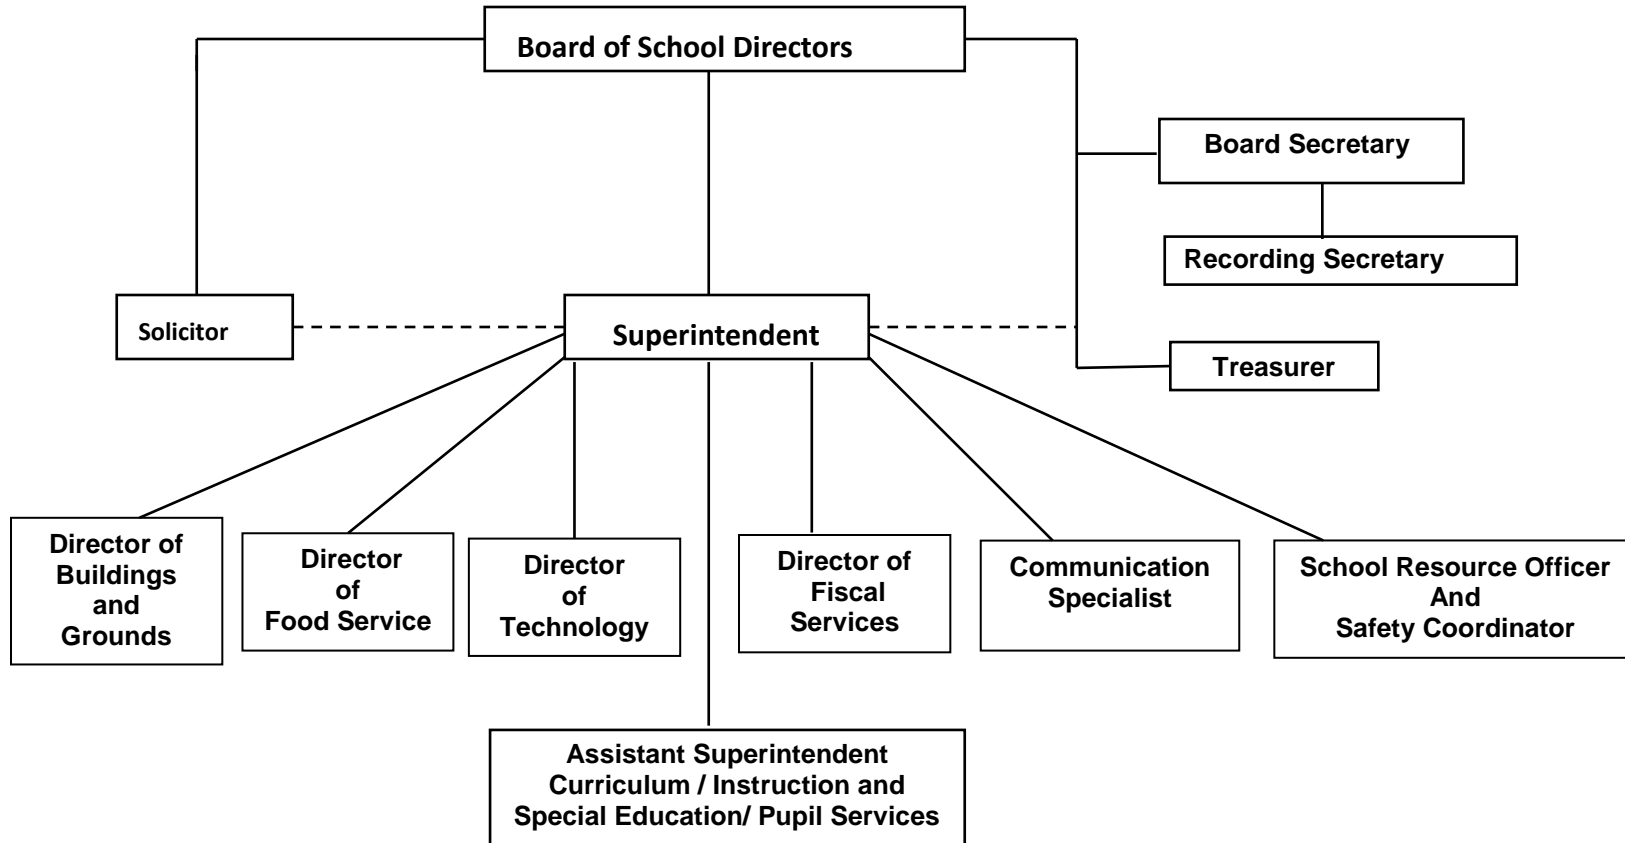 Board of School Directors
Board Secretary
Recording Secretary
Solicitor
Superintendent
Treasurer
Director of
Buildings
and
Grounds
Director
of
Food Service
Director
of
Technology
Director of
Fiscal
Services
Communication
Specialist
School Resource Officer
And
Safety Coordinator
Assistant Superintendent
Curriculum / Instruction and
Special Education/ Pupil Services